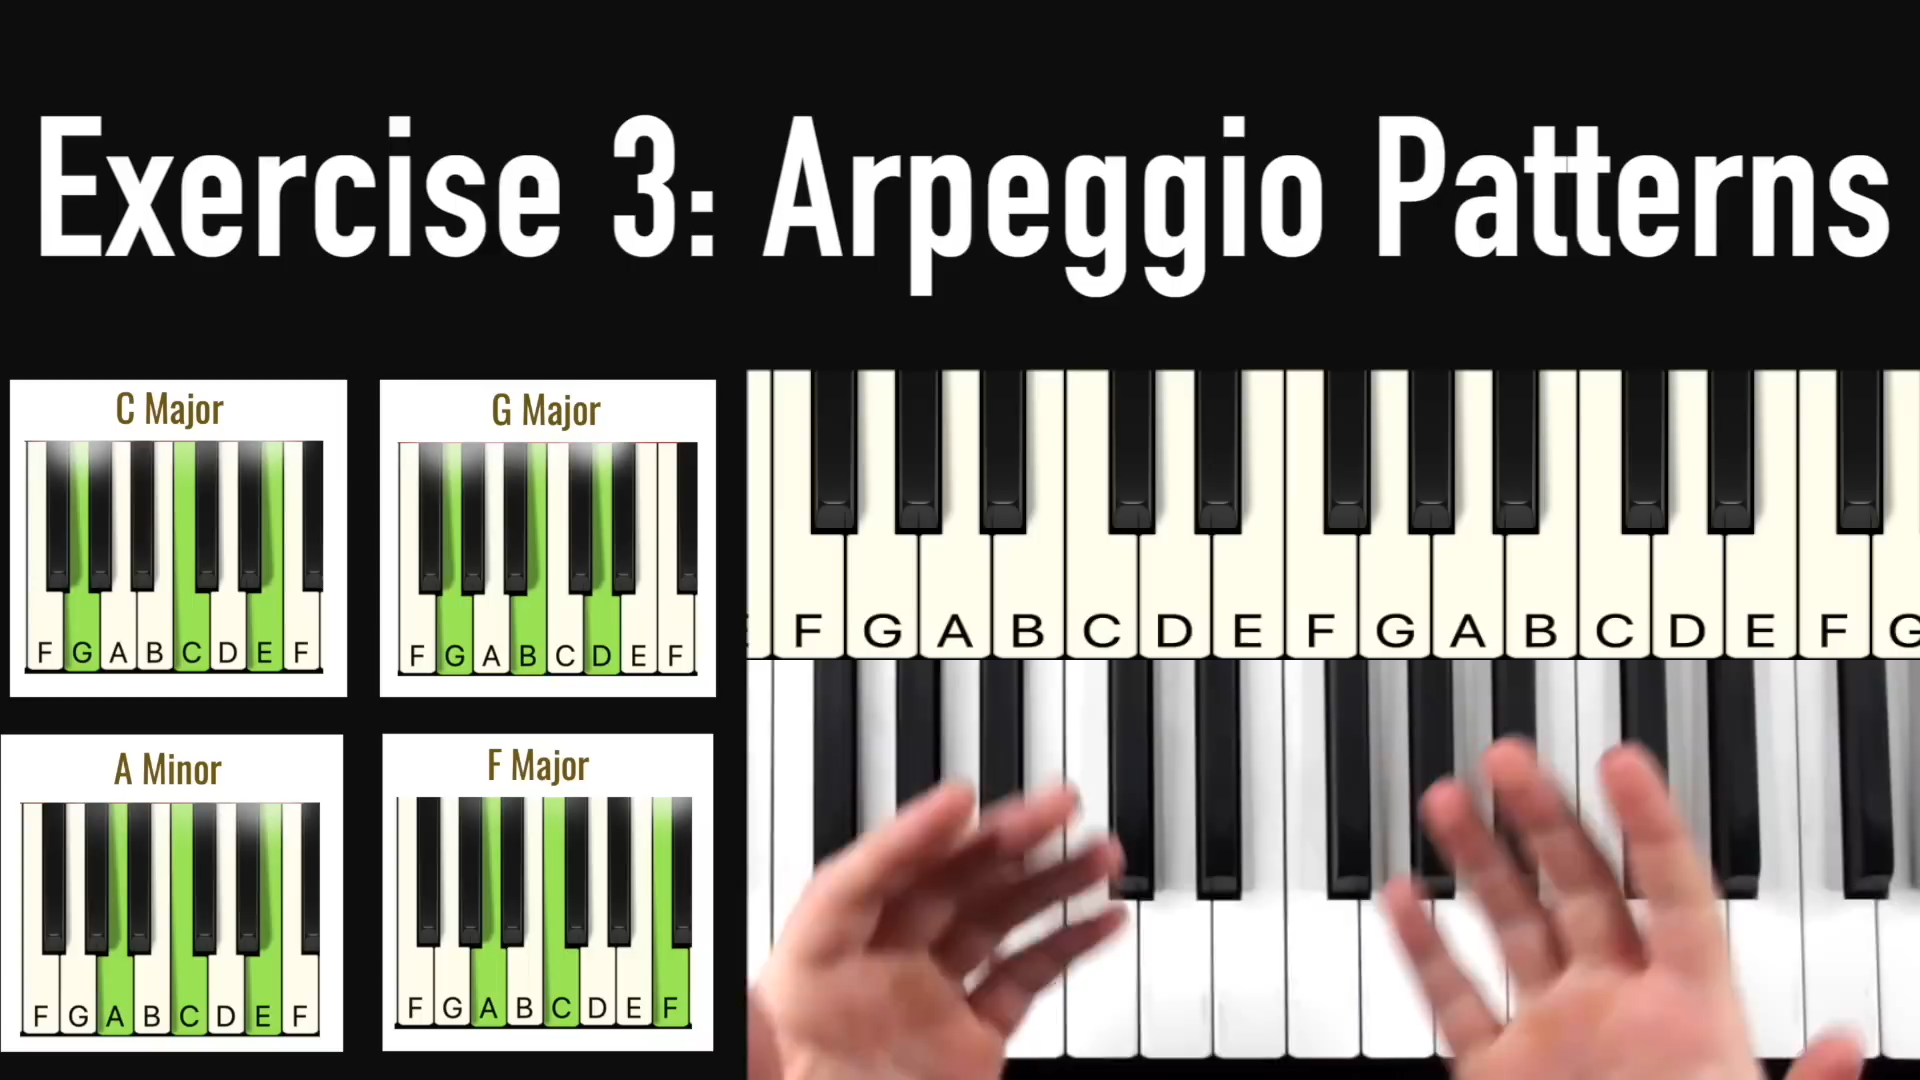 Exercise 3: Arpeggio Patterns
C Major
F G A B C D E F
G Major
F G A B C D E F
F G A B C D E F G A B C D E F G
A Minor
F G A B C D E F
F Major
F G A B C D E F